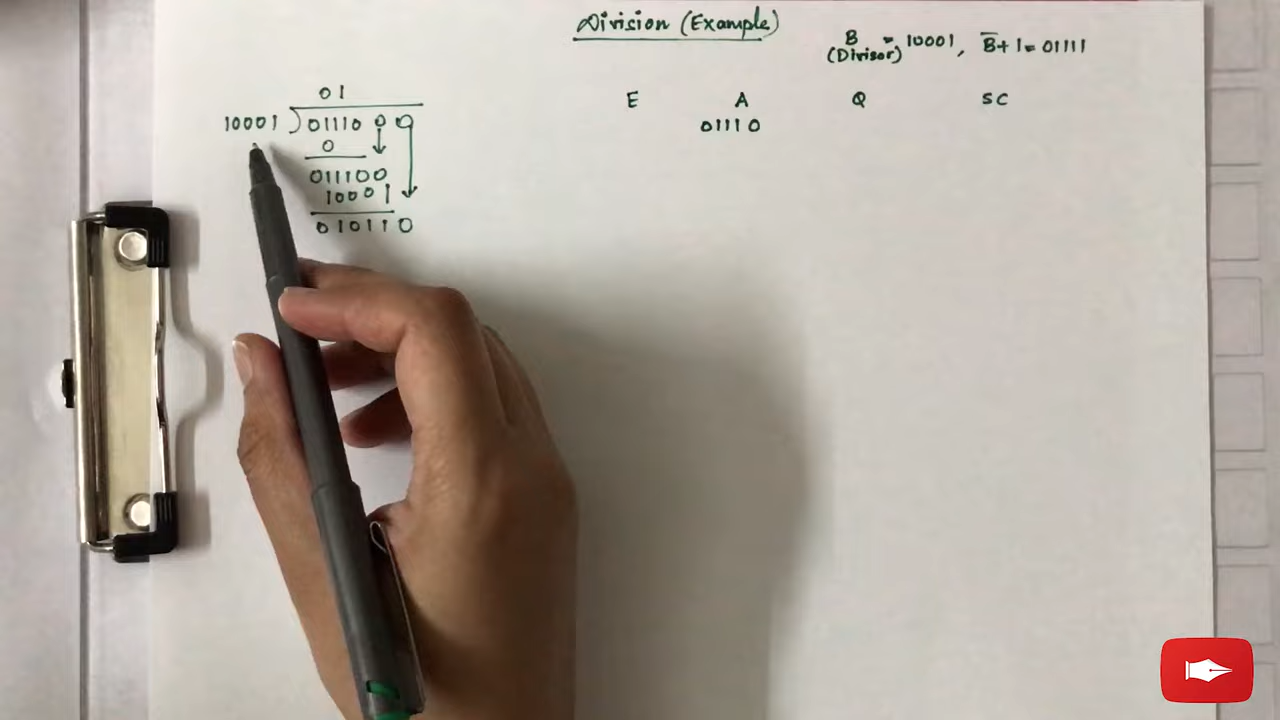 Division (Example)
B = 10001, B̅+1= 01111
(Divisor)
E A Q SC
01110
01
10001 ) 01110 0 0
0
011100
10001
010110